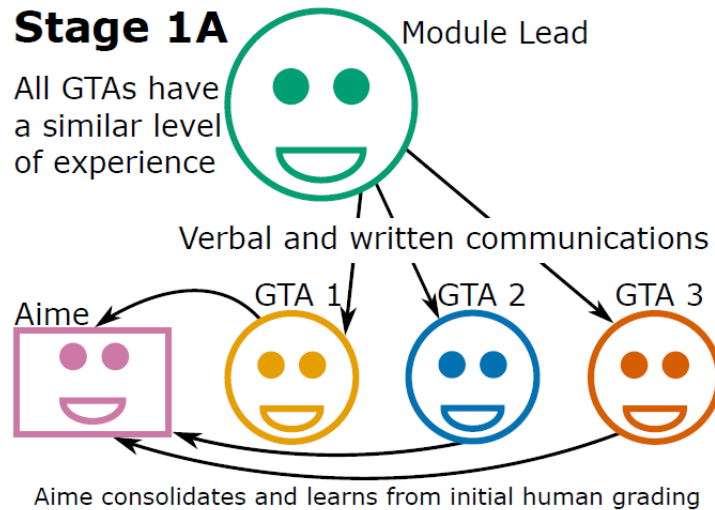 Stage 1A
Module Lead
All GTAs have
a similar level
of experience
Verbal and written communications
Aime
GTA 1
GTA 2
GTA 3
Aime consolidates and learns from initial human grading